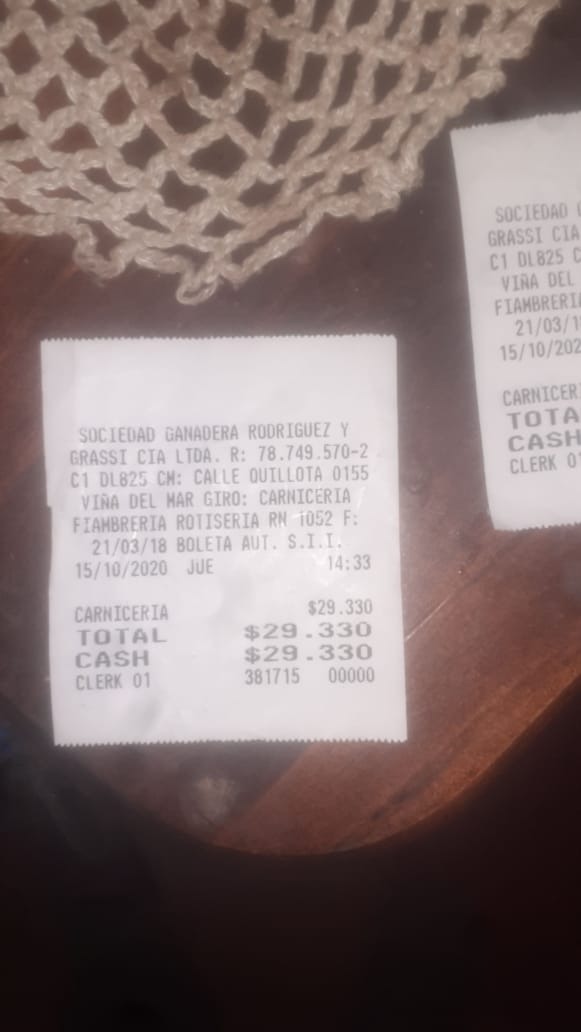 SOCIEDAD GANADERA RODRIGUEZ Y
GRASSI CIA LTDA. R: 78.749.570-2
C1 DL825 CM: CALLE QUILLOTA 0155
VIÑA DEL MAR GIRO: CARNICERIA
FIAMBRERIA ROTISERIA RN 1052 F:
21/03/18 BOLETA AUT. S.I.I.
15/10/2020 JUE 14:33
CARNICERIA $29.330
TOTAL $29.330
CASH $29.330
CLERK 01 381715 00000
SOCIEDAD
GRASSI CIA
C1 DL825
VIÑA DEL
FIAMBRERIA
21/03/1
15/10/202
CARNICER
TOTA
CASH
CLERK 01